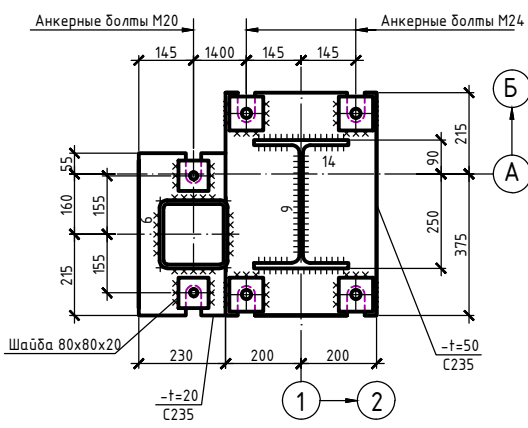 Анкерные болты М20
Анкерные болты М24
145
1400
145
145
Б
А
215
90
55
14
160
155
6
9
250
375
215
155
Шайба 80х80х20
230
200
200
-t=50
С235
-t=20
С235
1
2